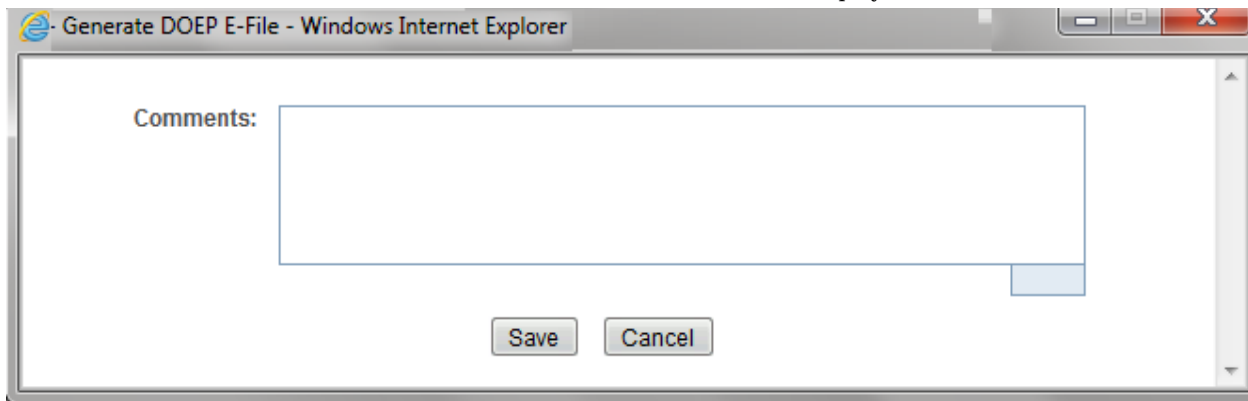 - Generate DOEP E-File - Windows Internet Explorer
Comments:
Save Cancel